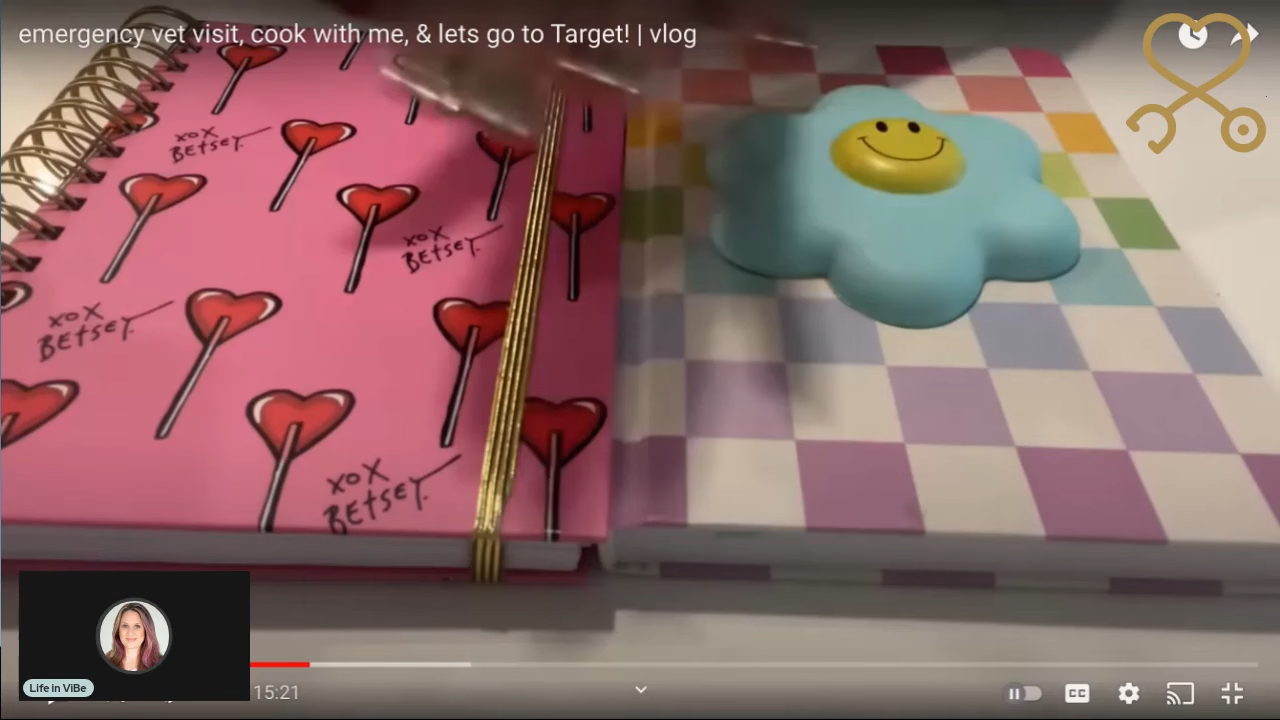 emergency vet visit, cook with me, & lets go to Target! | vlog
xox
BEtsey.
xox
BEtsey.
xox
BEtsey.
xox
BEtsey.
Life in ViBe
15:21
CC